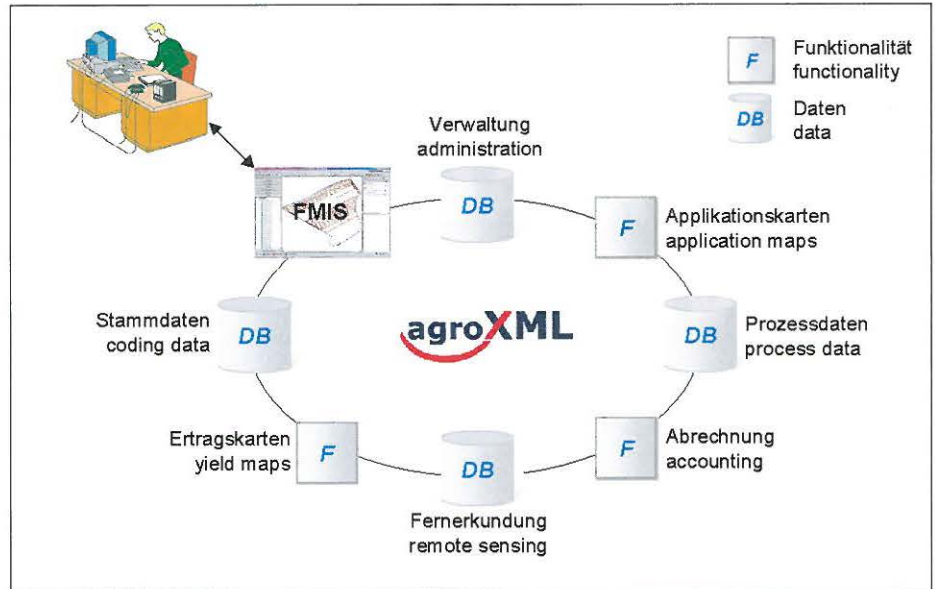 F
Funktionalität
functionality
DB
Daten
data
Verwaltung
administration
DB
FMIS
F
Applikationskarten
application maps
Stammdaten
coding data
DB
agroXML
DB
Prozessdaten
process data
Ertragskarten
yield maps
F
DB
F
Abrechnung
accounting
Fernerkundung
remote sensing